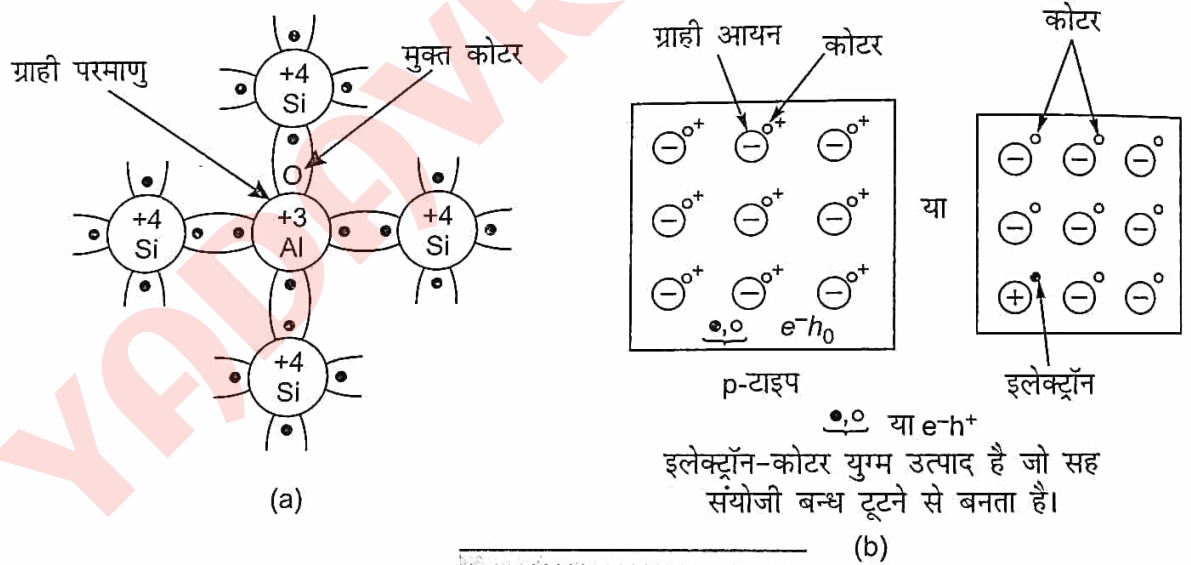 ग्राही परमाणु
मुक्त कोटर
+4
Si
O
+4
Si
+3
Al
+4
Si
+4
Si
(a)
ग्राही आयन
कोटर
e⁻h₀
p-टाइप
या
कोटर
इलेक्ट्रॉन
या e⁻h⁺
इलेक्ट्रॉन-कोटर युग्म उत्पाद है जो सह
संयोजी बन्ध टूटने से बनता है।
(b)
YADAV